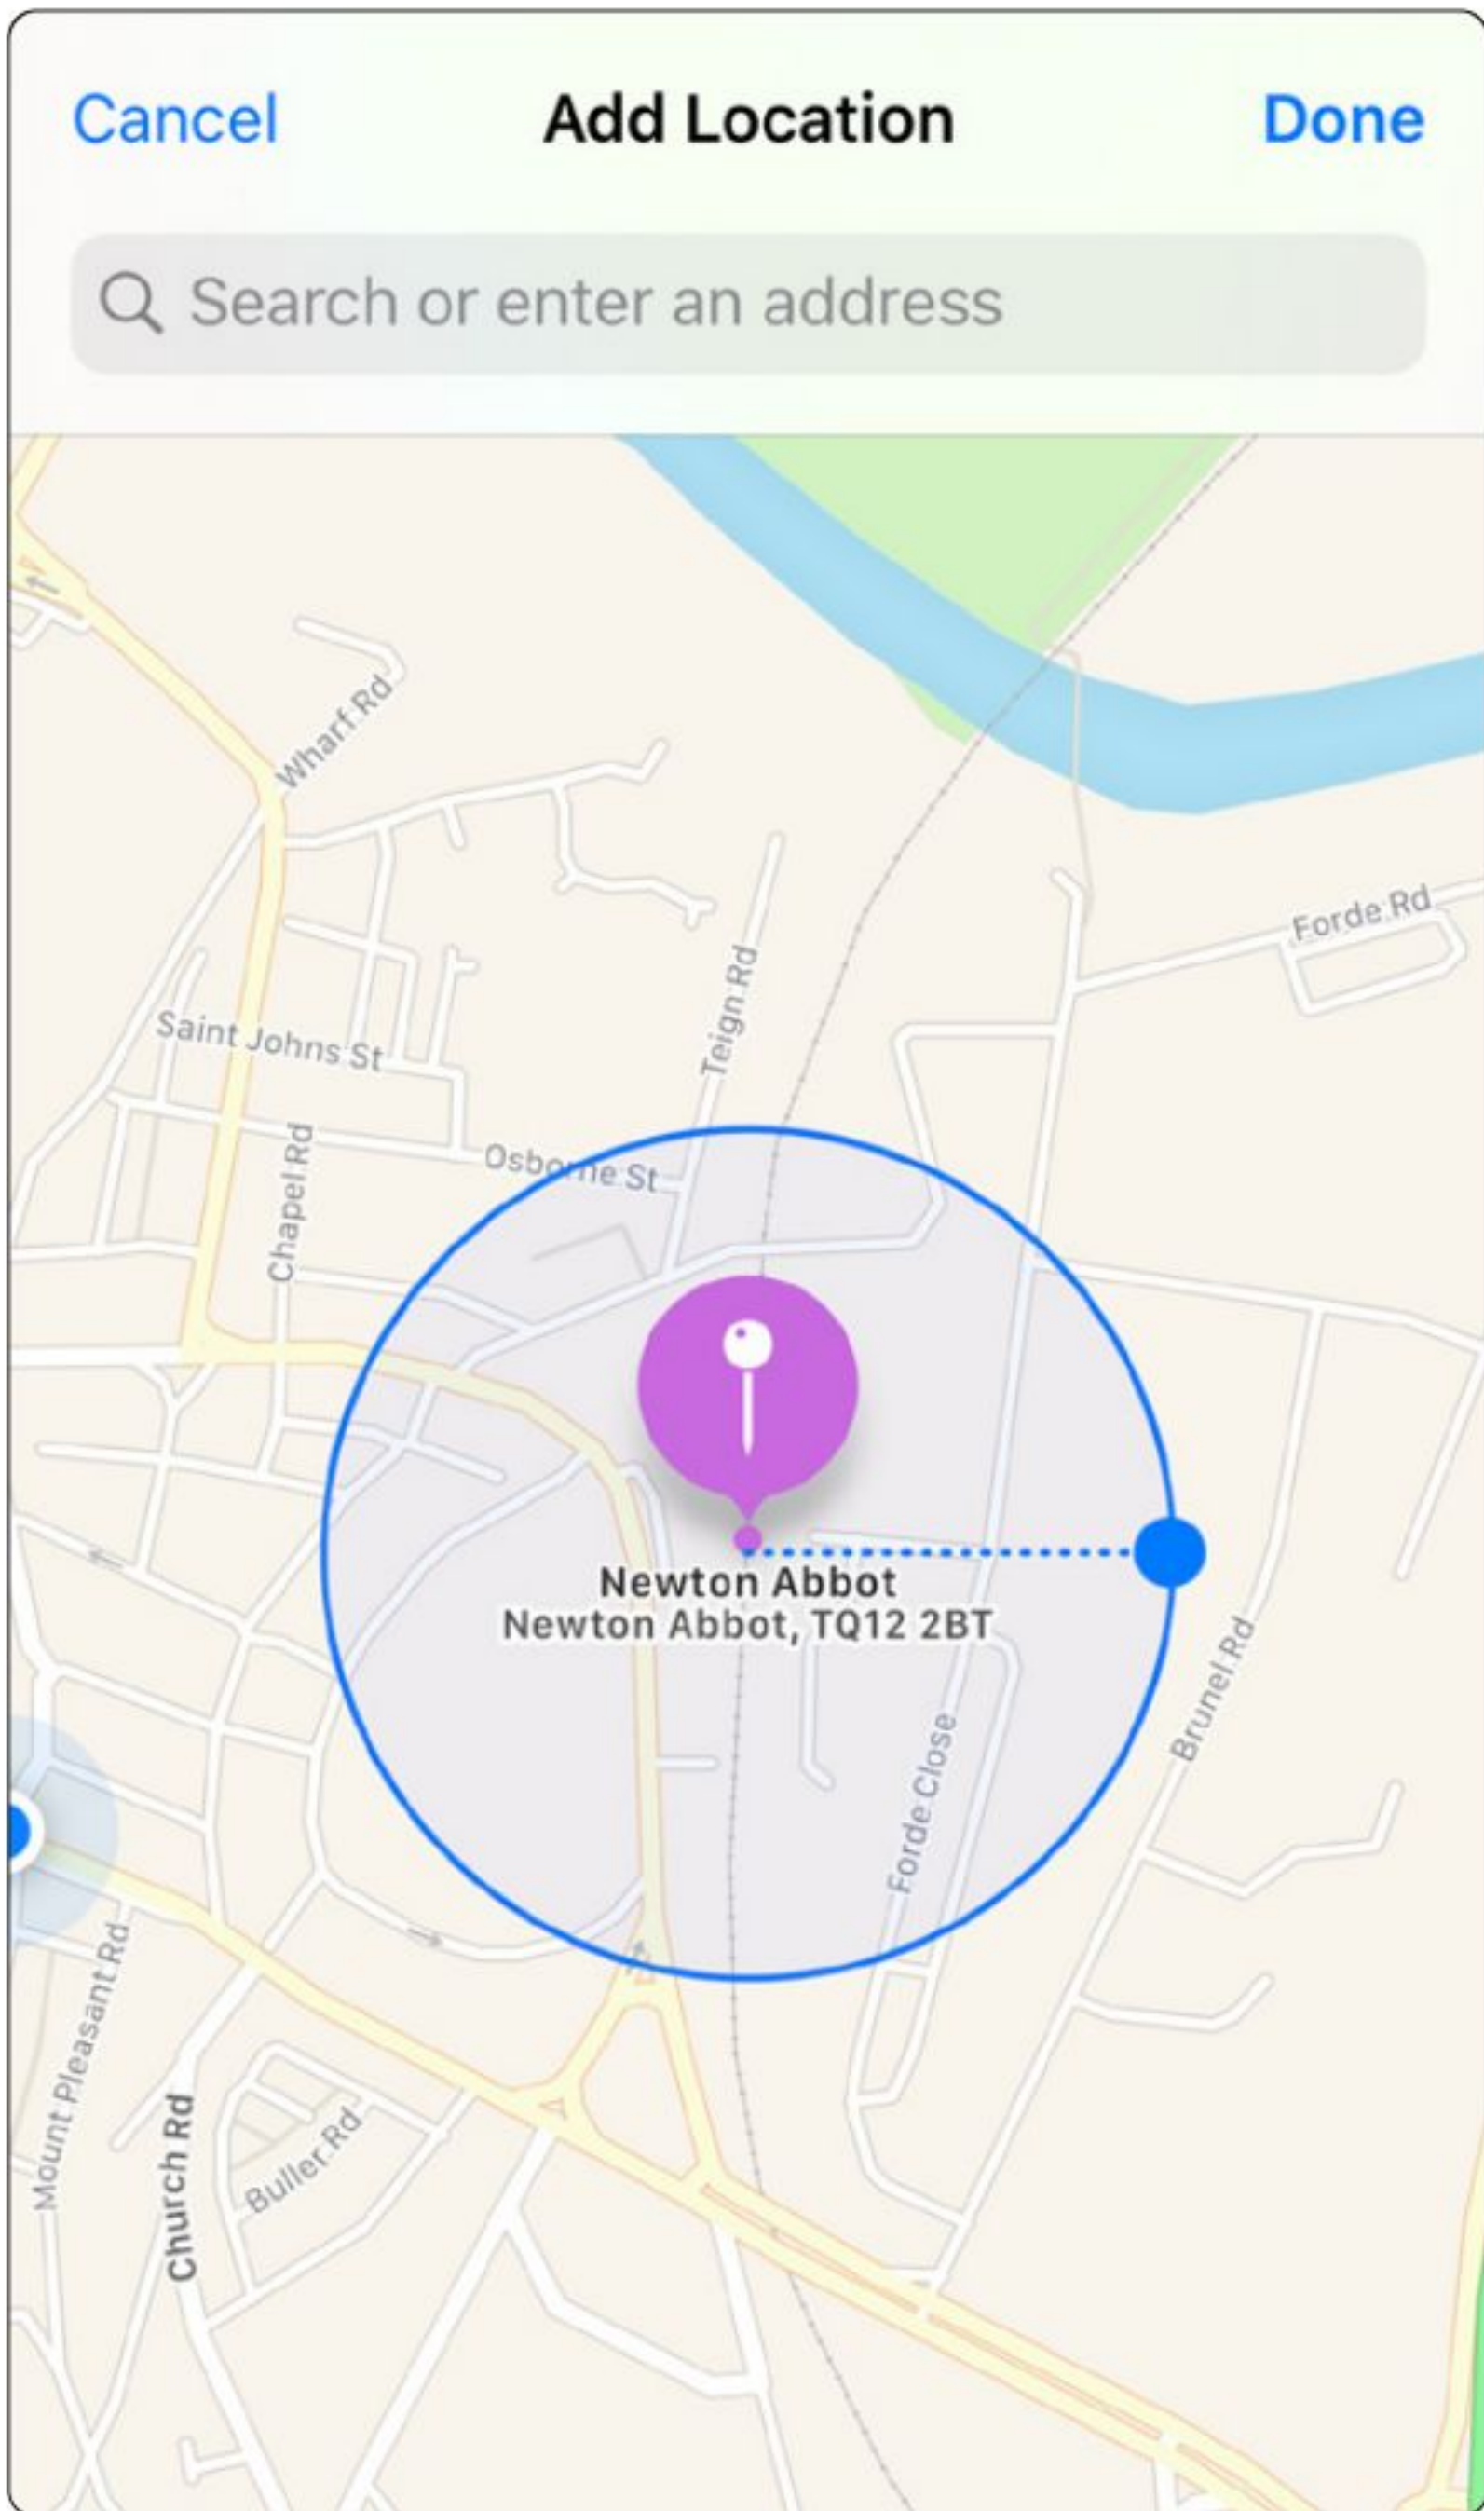 Cancel
Add Location
Done
Search or enter an address
Wharf Rd
Forde Rd
Teign Rd
Saint Johns St
Chapel Rd
Osborne St
Newton Abbot
Newton Abbot, TQ12 2BT
Brunel Rd
Forde Close
Mount Pleasant Rd
Church Rd
Buller Rd